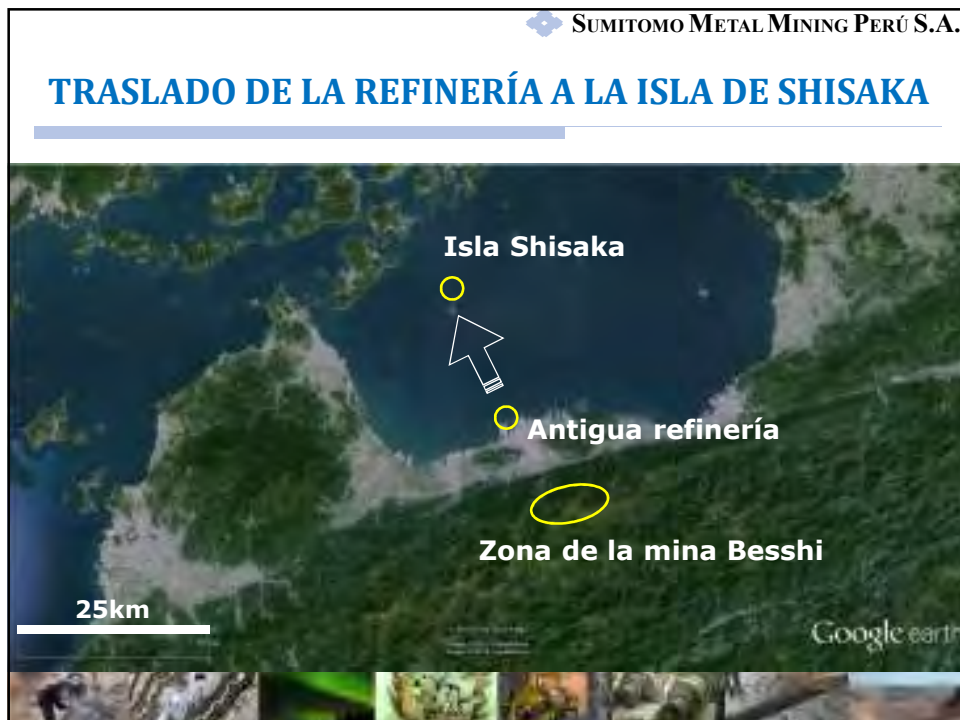 SUMITOMO METAL MINING PERÚ S.A.
TRASLADO DE LA REFINERÍA A LA ISLA DE SHISAKA
Isla Shisaka
Antigua refinería
Zona de la mina Besshi
25km
Google earth